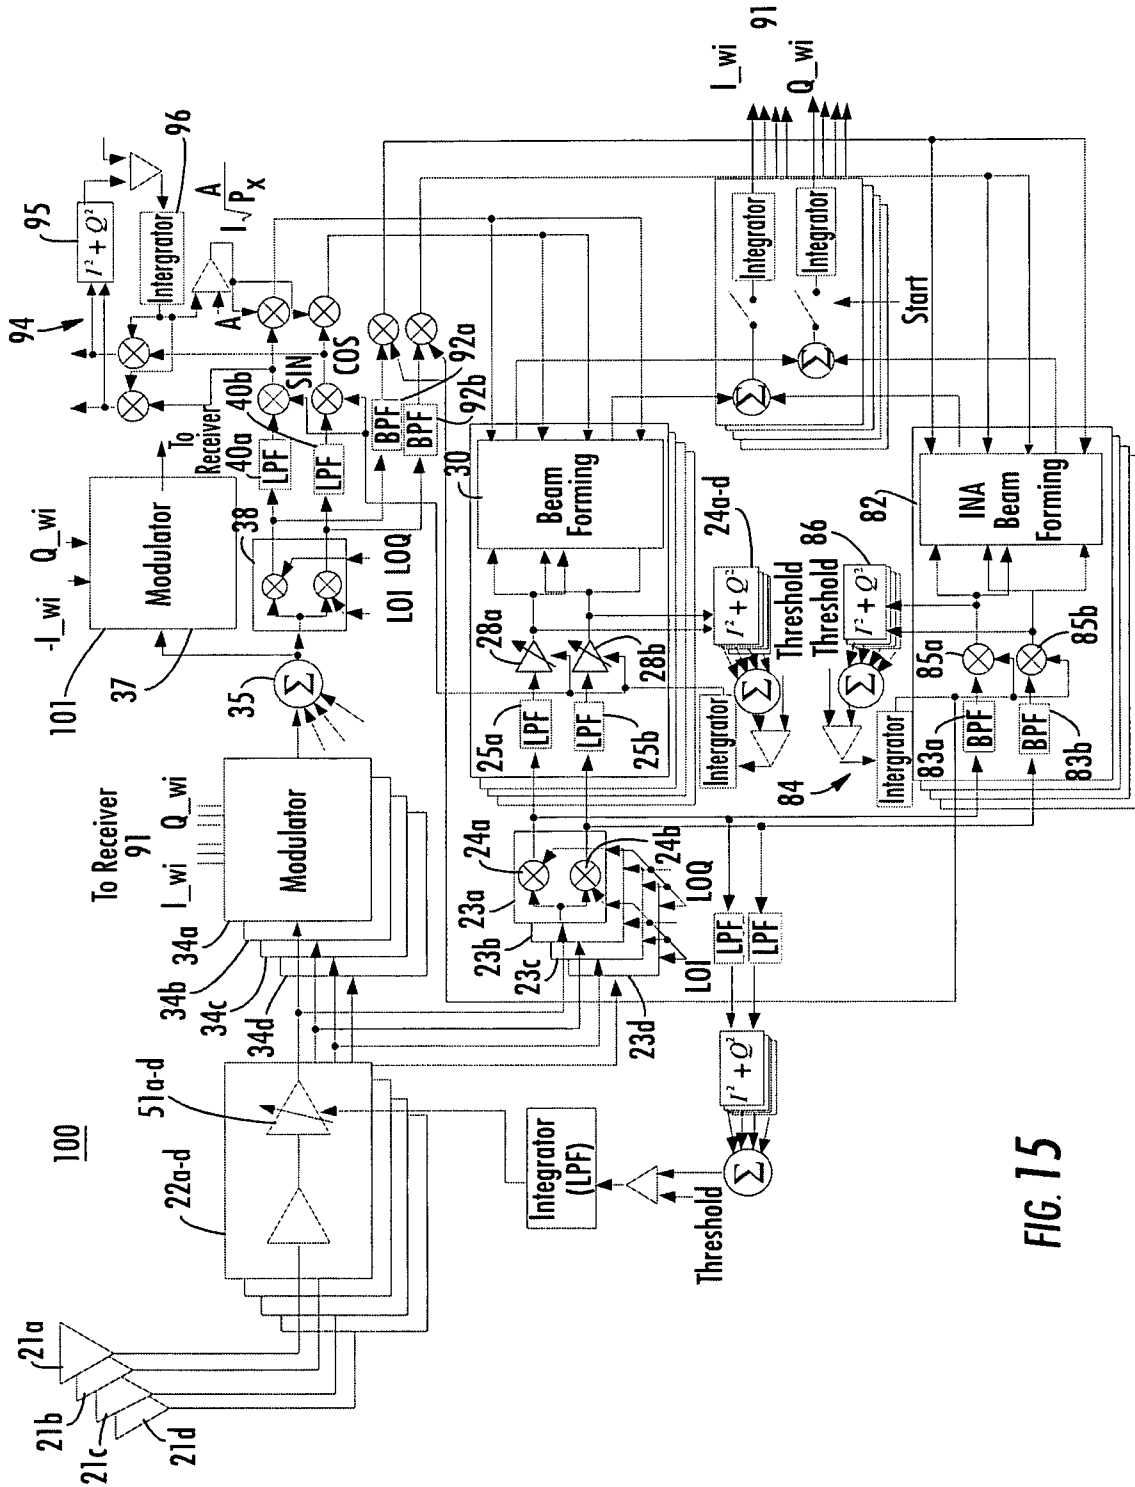 100
21a
21b
21c
21d
22a-d
51a-d
To Receiver
91
I_wi Q_wi
34a
34b
34c
34d
Modulator
Integrator
(LPF)
Threshold
Σ
I² + Q²
LPF
LPF
23a
23b
23c
23d
24a
24b
LOI LOQ
101
37
-I_wi Q_wi
Modulator
To
Receiver
35
Σ
38
LOI LOQ
40a
LPF
40b
LPF
SIN
COS
BPF
92a
BPF
92b
94
95
I² + Q²
96
Intergrator
A
A
I√Pₓ
25a
LPF
25b
LPF
28a
28b
30
Beam
Forming
24a-d
I² + Q²
Σ
Threshold
Intergrator
Threshold
86
I² + Q²
Σ
84
Intergrator
83a
BPF
83b
BPF
85a
85b
82
INA
Beam
Forming
Σ
Σ
Integrator
Integrator
Start
I_wi
91
Q_wi
FIG. 15